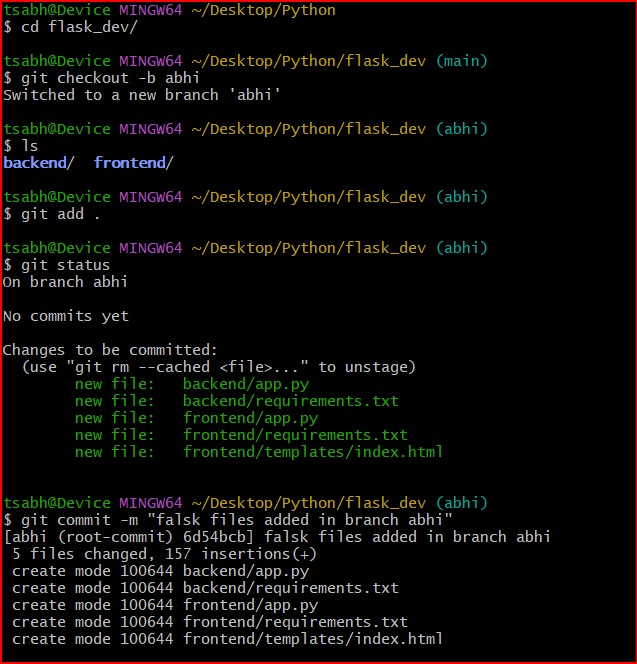 tsabh@Device MINGW64 ~/Desktop/Python
$ cd flask_dev/
tsabh@Device MINGW64 ~/Desktop/Python/flask_dev (main)
$ git checkout -b abhi
Switched to a new branch 'abhi'
tsabh@Device MINGW64 ~/Desktop/Python/flask_dev (abhi)
$ ls
backend/  frontend/
tsabh@Device MINGW64 ~/Desktop/Python/flask_dev (abhi)
$ git add .
tsabh@Device MINGW64 ~/Desktop/Python/flask_dev (abhi)
$ git status
On branch abhi
No commits yet
Changes to be committed:
  (use "git rm --cached <file>..." to unstage)
        new file:   backend/app.py
        new file:   backend/requirements.txt
        new file:   frontend/app.py
        new file:   frontend/requirements.txt
        new file:   frontend/templates/index.html
tsabh@Device MINGW64 ~/Desktop/Python/flask_dev (abhi)
$ git commit -m "falsk files added in branch abhi"
[abhi (root-commit) 6d54bcb] falsk files added in branch abhi
 5 files changed, 157 insertions(+)
 create mode 100644 backend/app.py
 create mode 100644 backend/requirements.txt
 create mode 100644 frontend/app.py
 create mode 100644 frontend/requirements.txt
 create mode 100644 frontend/templates/index.html